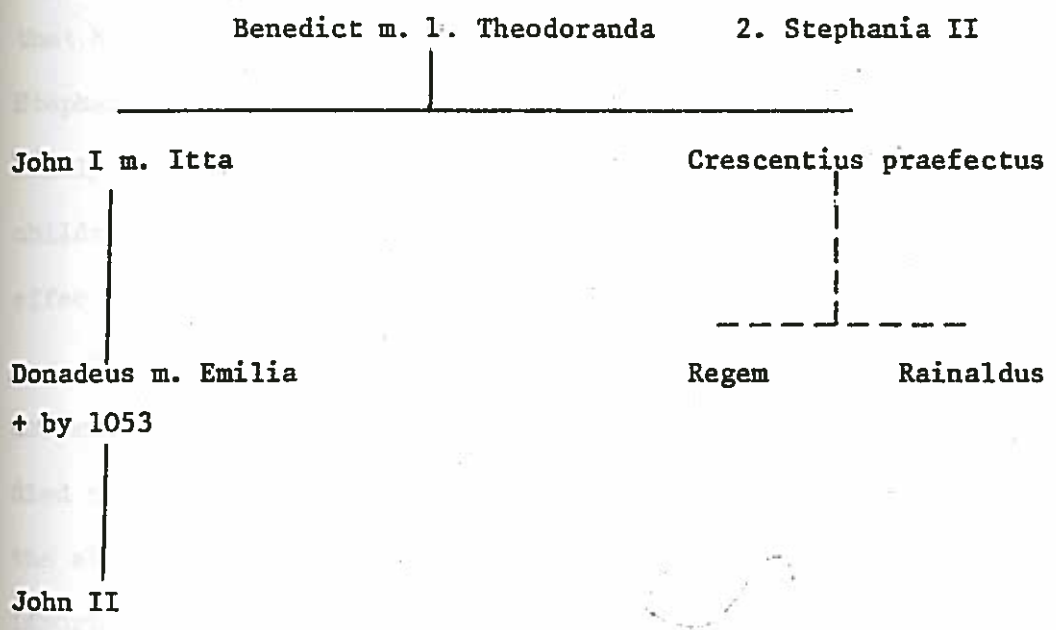 Benedict m. 1. Theodoranda 2. Stephania II
John I m. Itta Crescentius praefectus
Donadeus m. Emilia Regem Rainaldus
+ by 1053
John II